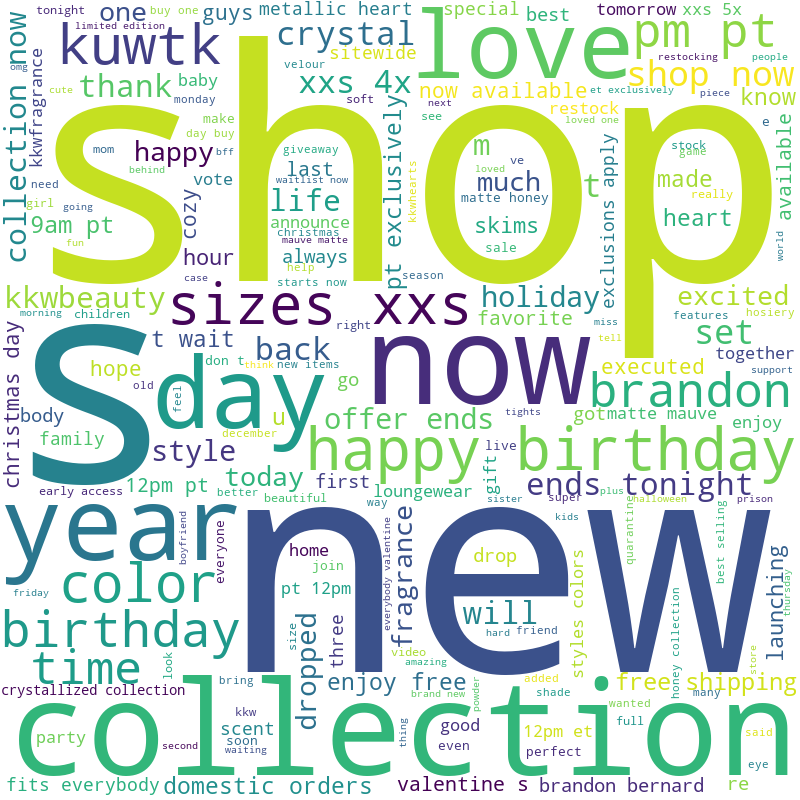 tonight
buy one
one
guys
metallic heart
special
best
tomorrow
xxs 5x
limited edition
omg
kuwtk
crystal
love
pm pt
collection now
kkwfragrance
cute
thank
baby
velour
sitewide
xxs 4x
now available
shop now
restocking
people
et exclusively
piece
monday
soft
next
restock
loved one
know
make
day buy
see
shop
mom
bff
happy
behind
giveaway
last
waitlist now
pt exclusively
kkwhearts
m
ve
loved
much
matte honey
t
exclusions apply
stock
game
made
really
e
available
need
girl
going
vote
cozy
life
announce
skims
heart
9am pt
fun
christmas
mauve matte
always
sale
world
hour
help
case
starts now
season
miss
kkwbeauty
sizes xxs
holiday
excited
morning
children
right
favorite
tell
features
hosiery
set
christmas day
s
t wait
back
now
executed
together
hope
don t
new items
think
support
old
day
feel
go
brandon
body
u
offer ends
tights
got
matte mauve
enjoy
family
december
style
happy birthday
live
early access
12pm pt
today
first
loungewear
gift
ends tonight
better
beautiful
sister
super
plus
halloween
prison
year
boyfriend
everyone
way
kids
quarantine
new
home
everybody valentine
fragrance
drop
best selling
launching
friday
color
join
pt 12pm
styles colors
thursday
birthday
will
hard
friend
size
three
dropped
honey collection
time
look
video
amazing
store
crystallized collection
bring
enjoy free
brand new
powder
added
shade
free shipping
many
collection
kkw
scent
soon
waiting
party
second
thing
good
even
wanted
full
12pm et
perfect
said
eye
fits everybody
domestic orders
valentine s
brandon bernard
re